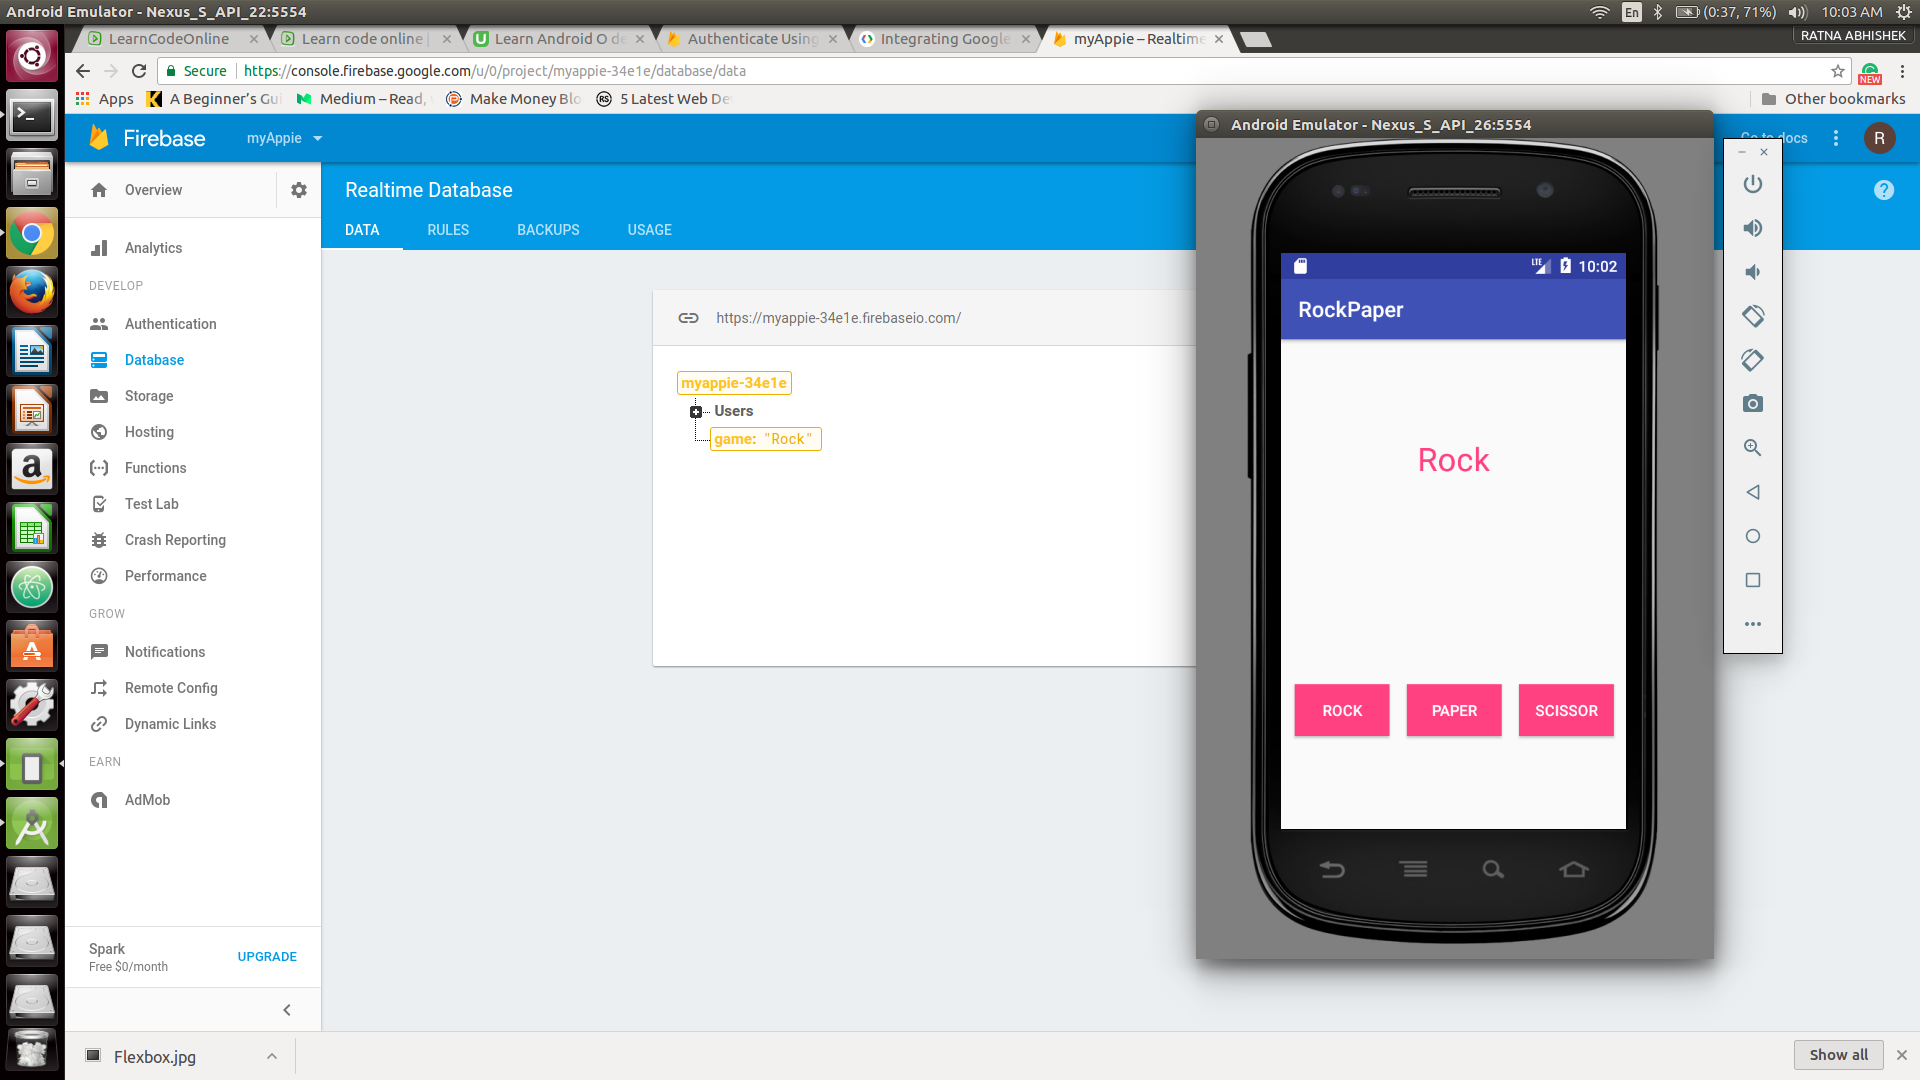 Android Emulator - Nexus_S_API_22:5554
En
(0:37, 71%)
10:03 AM
LearnCodeOnline
Learn code online |
Learn Android O de
Authenticate Using
Integrating Google
myAppie – Realtime
RATNA ABHISHEK
Secure
https://console.firebase.google.com/u/0/project/myappie-34e1e/database/data
NEW
Apps
A Beginner's Gui
Medium – Read,
Make Money Blo
RS
5 Latest Web De
Other bookmarks
Firebase
myAppie
Go to docs
R
Overview
Analytics
DEVELOP
Authentication
Database
Storage
Hosting
Functions
Test Lab
Crash Reporting
Performance
GROW
Notifications
Remote Config
Dynamic Links
EARN
AdMob
Spark
Free $0/month
UPGRADE
Realtime Database
DATA
RULES
BACKUPS
USAGE
https://myappie-34e1e.firebaseio.com/
myappie-34e1e
Users
game: "Rock"
Android Emulator - Nexus_S_API_26:5554
LTE
10:02
RockPaper
Rock
ROCK
PAPER
SCISSOR
Flexbox.jpg
Show all